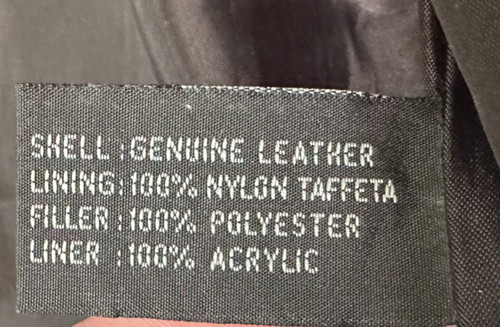 SHELL : GENUINE LEATHER
LINING : 100% NYLON TAFFETA
FILLER : 100% POLYESTER
LINER : 100% ACRYLIC